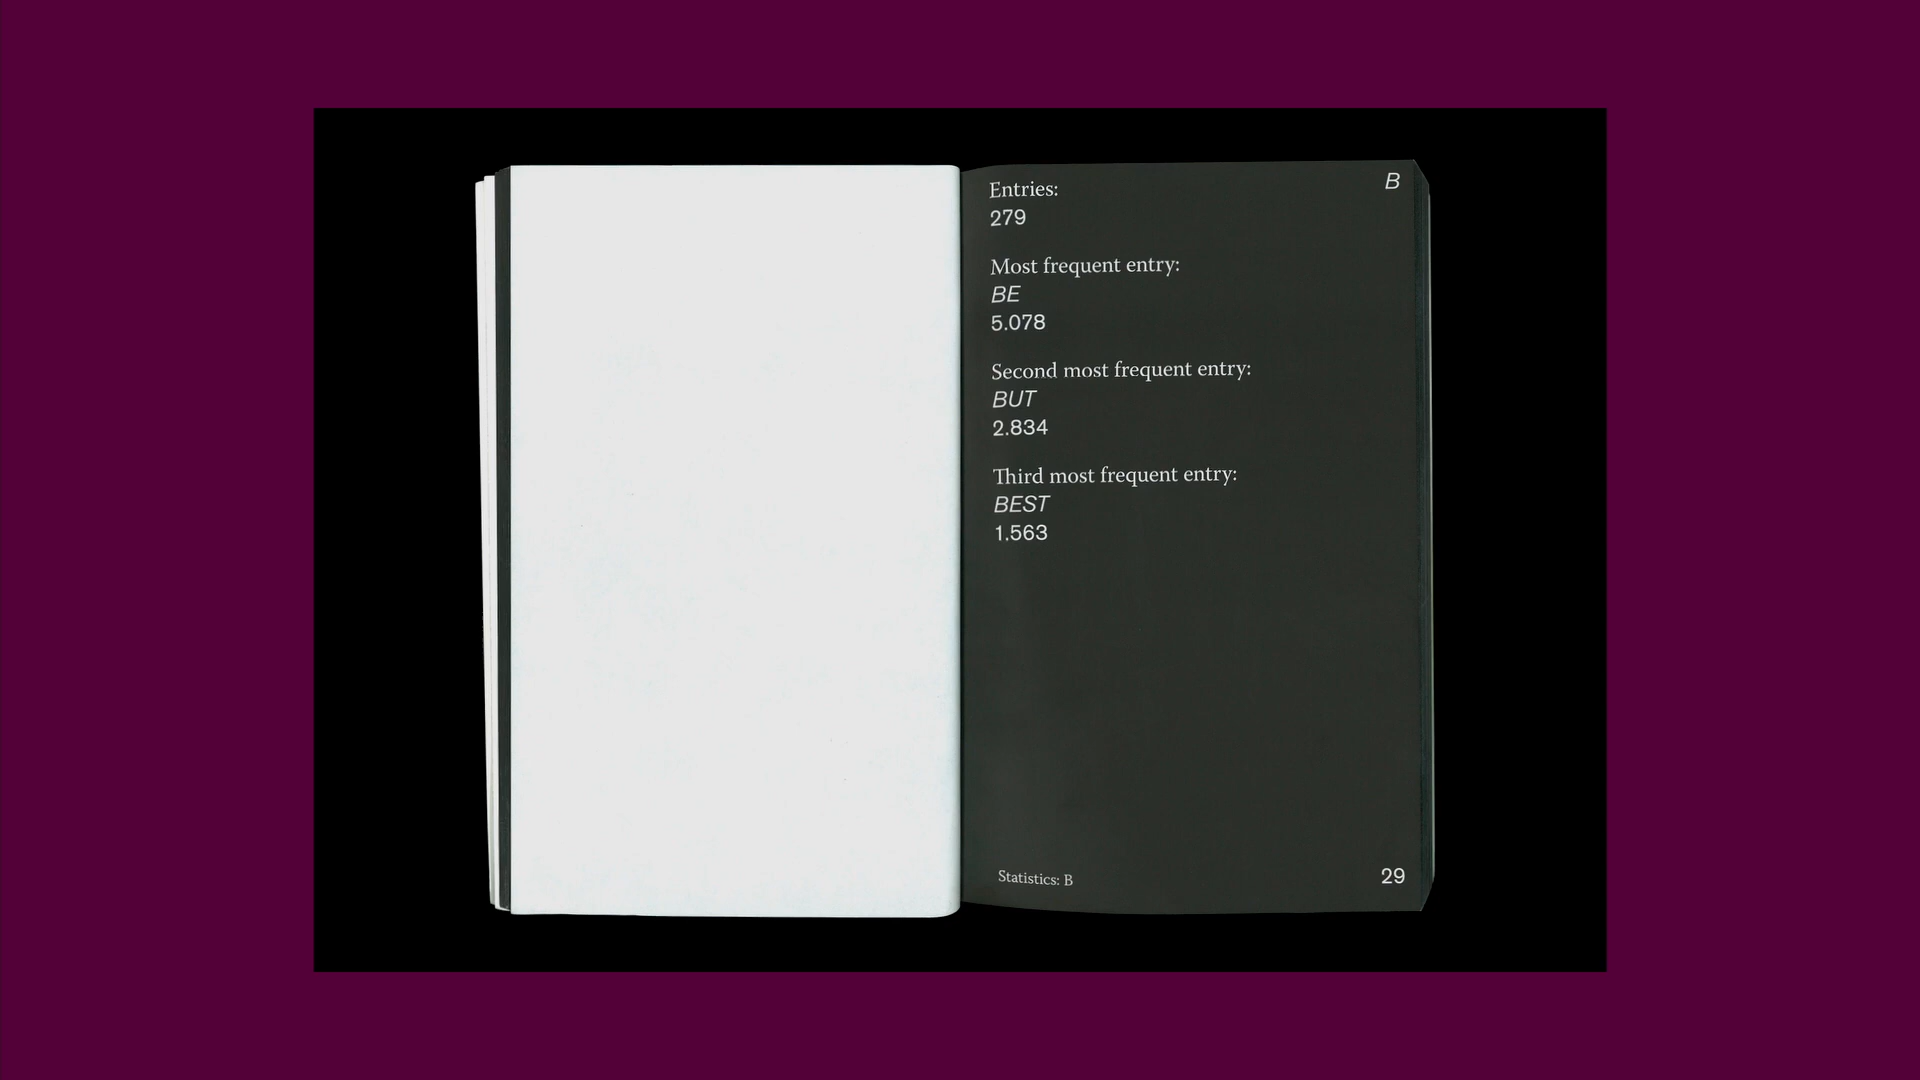 B
Entries:
279
Most frequent entry:
BE
5.078
Second most frequent entry:
BUT
2.834
Third most frequent entry:
BEST
1.563
Statistics: B
29